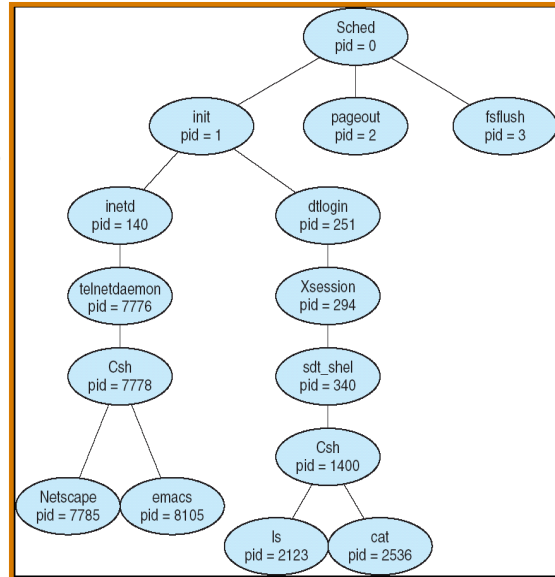 Sched
pid = 0
init
pid = 1
pageout
pid = 2
fsflush
pid = 3
inetd
pid = 140
dtlogin
pid = 251
telnetdaemon
pid = 7776
Xsession
pid = 294
Csh
pid = 7778
sdt_shel
pid = 340
Csh
pid = 1400
Netscape
pid = 7785
emacs
pid = 8105
ls
pid = 2123
cat
pid = 2536